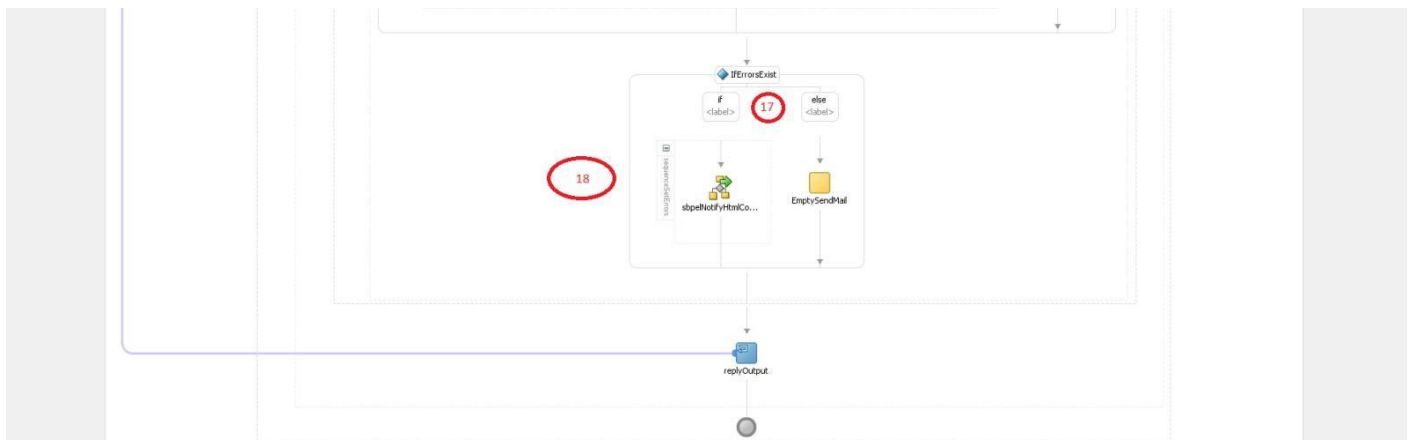 IfErrorsExist
if
<label>
17
else
<label>
18
sequenceSetErrors
sbpelNotifyHtmlCo...
EmptySendMail
replyOutput